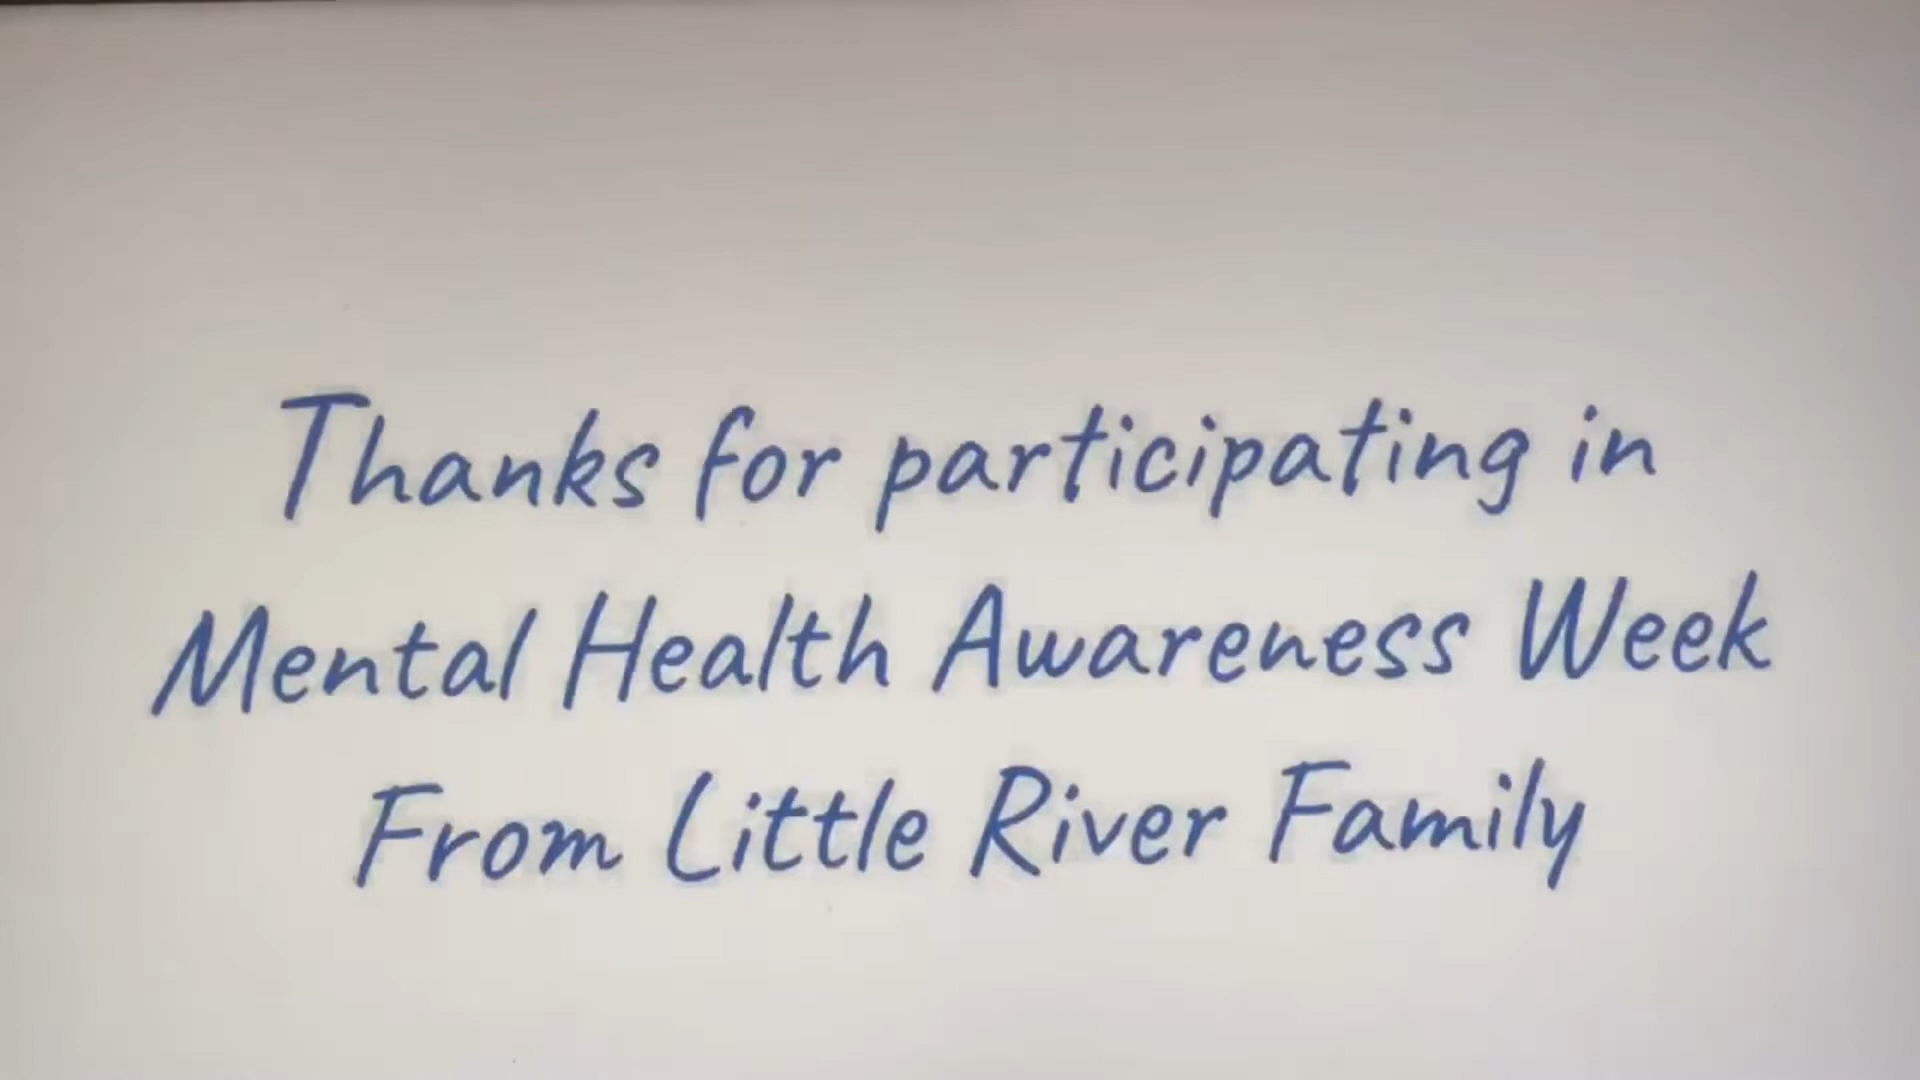 Thanks for participating in
Mental Health Awareness Week
From Little River Family